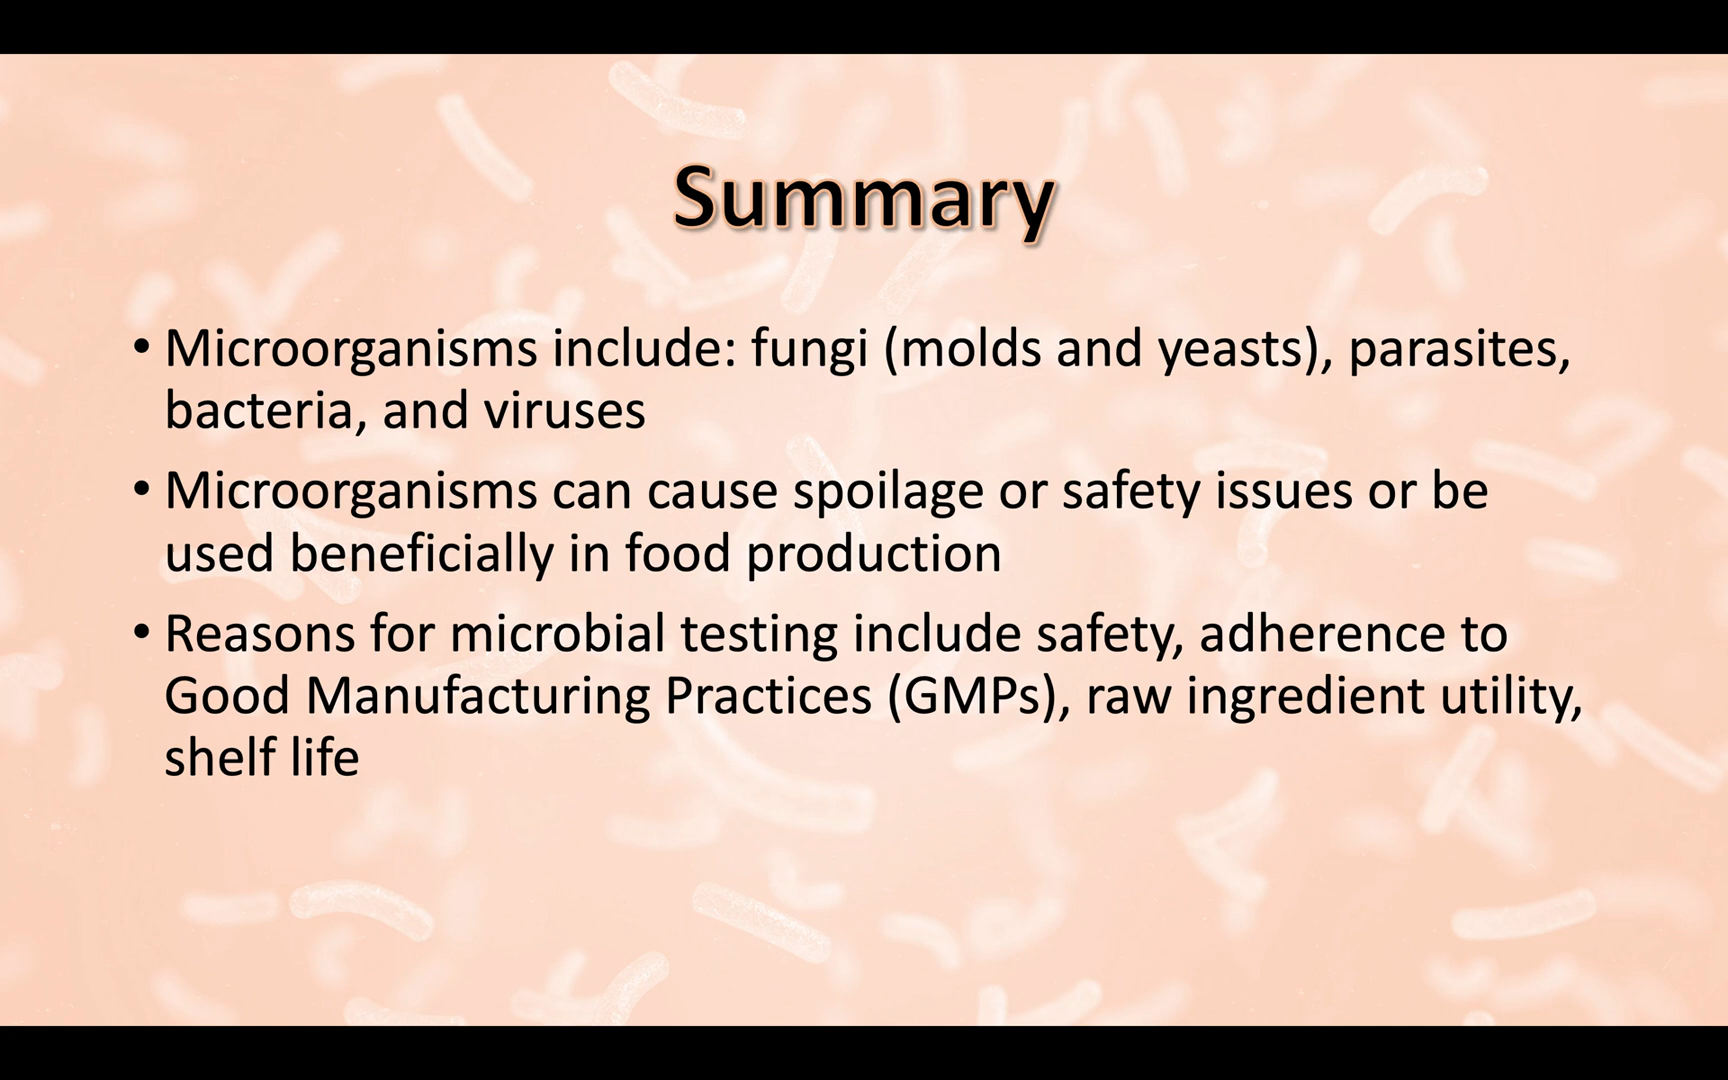 Summary
• Microorganisms include: fungi (molds and yeasts), parasites,
bacteria, and viruses
• Microorganisms can cause spoilage or safety issues or be
used beneficially in food production
• Reasons for microbial testing include safety, adherence to
Good Manufacturing Practices (GMPs), raw ingredient utility,
shelf life